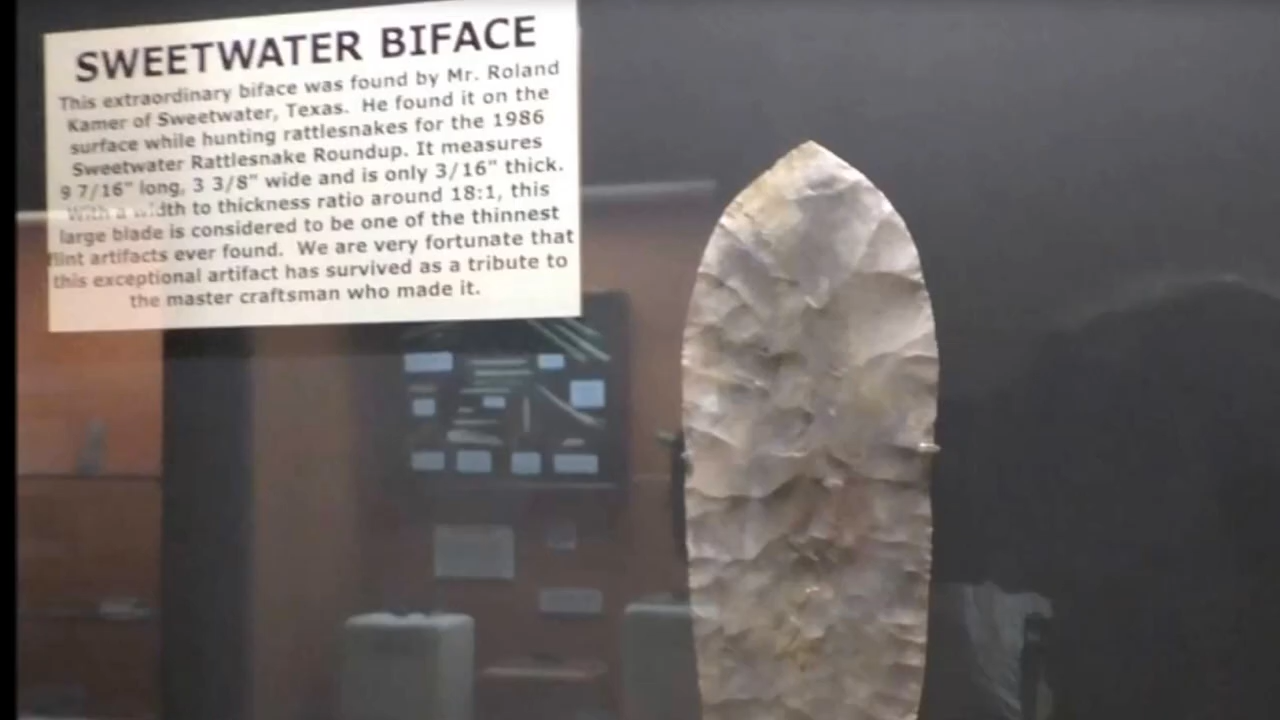 SWEETWATER BIFACE
This extraordinary biface was found by Mr. Roland
Kamer of Sweetwater, Texas. He found it on the
surface while hunting rattlesnakes for the 1986
Sweetwater Rattlesnake Roundup. It measures
9 7/16" long, 3 3/8" wide and is only 3/16" thick.
With a width to thickness ratio around 18:1, this
large blade is considered to be one of the thinnest
flint artifacts ever found. We are very fortunate that
this exceptional artifact has survived as a tribute to
the master craftsman who made it.